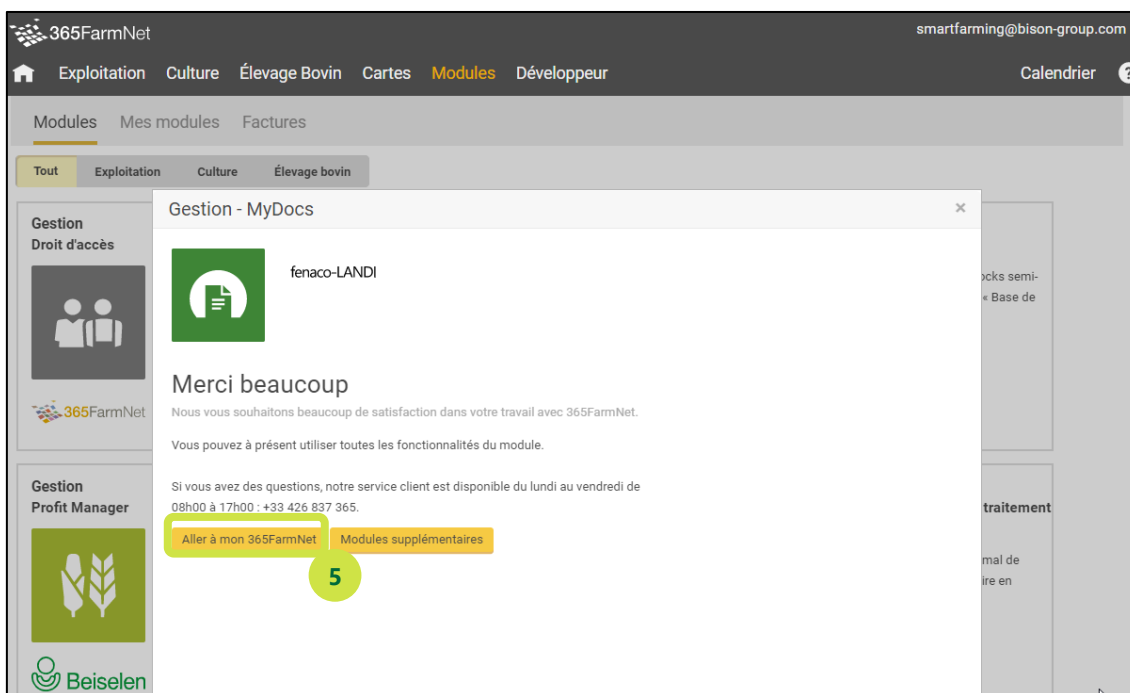 365FarmNet
smartfarming@bison-group.com
Exploitation Culture Élevage Bovin Cartes Modules Développeur Calendrier ?
Modules Mes modules Factures
Tout Exploitation Culture Élevage bovin
Gestion
Droit d'accès
365FarmNet
Gestion
Profit Manager
Beiselen
Gestion - MyDocs ×
fenaco-LANDI
Merci beaucoup
Nous vous souhaitons beaucoup de satisfaction dans votre travail avec 365FarmNet.
Vous pouvez à présent utiliser toutes les fonctionnalités du module.
Si vous avez des questions, notre service client est disponible du lundi au vendredi de
08h00 à 17h00 : +33 426 837 365.
Aller à mon 365FarmNet Modules supplémentaires
5
semi-
« Base de
traitement
de
ire en